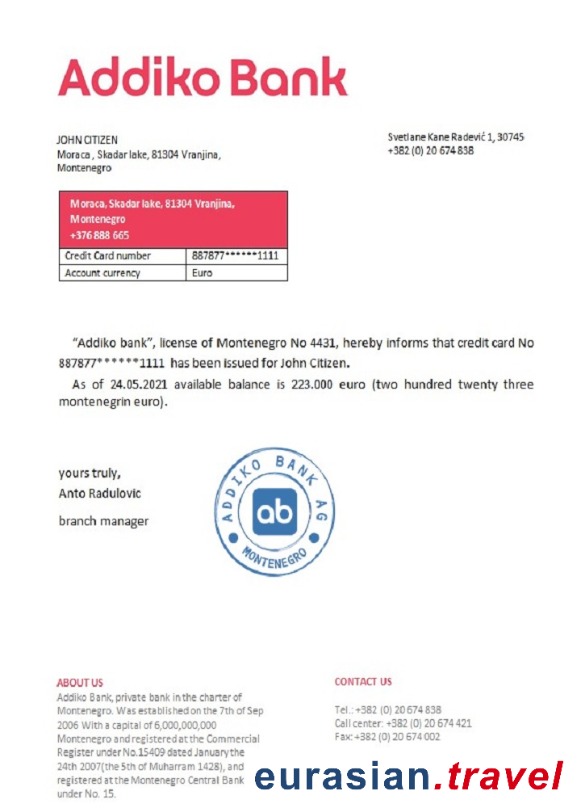 Addiko Bank
JOHN CITIZEN
Moraca, Skadar lake, 81304 Vranjina,
Montenegro
Svetlane Kane Radević 1, 30745
+382 (0) 20 674 838
Moraca, Skadar lake, 81304 Vranjina,
Montenegro
+376 888 665
Credit Card number 887877******1111
Account currency Euro
"Addiko bank", license of Montenegro No 4431, hereby informs that credit card No
887877******1111 has been issued for John Citizen.
As of 24.05.2021 available balance is 223.000 euro (two hundred twenty three
montenegrin euro).
yours truly,
Anto Radulovic
branch manager
ADDIKO BANK AG
ab
MONTENEGRO
ABOUT US
Addiko Bank, private bank in the charter of
Montenegro. Was established on the 7th of Sep
2006 With a capital of 6,000,000,000
Montenegro and registered at the Commercial
Register under No.15409 dated January the
24th 2007(the 5th of Muharram 1428), and
registered at the Montenegro Central Bank
under No. 15.
CONTACT US
Tel.: +382 (0) 20 674 838
Call center: +382 (0) 20 674 421
Fax: +382 (0) 20 674 002
eurasian.travel